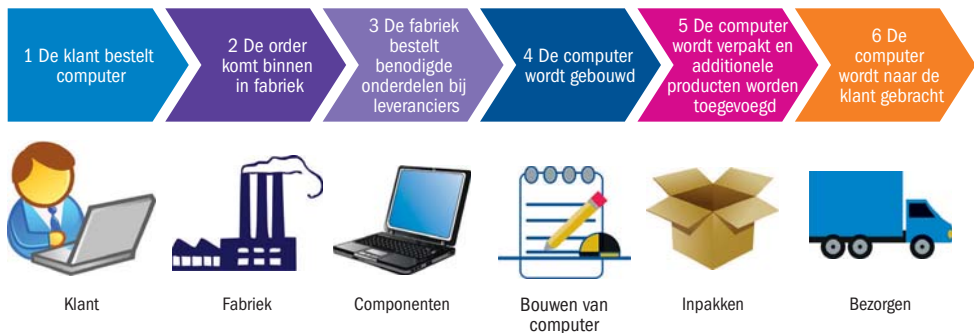 1 De klant bestelt
computer
2 De order
komt binnen
in fabriek
3 De fabriek
bestelt
benodigde
onderdelen bij
leveranciers
4 De computer
wordt gebouwd
5 De computer
wordt verpakt en
additionele
producten worden
toegevoegd
6 De
computer
wordt naar de
klant gebracht
Klant
Fabriek
Componenten
Bouwen van
computer
Inpakken
Bezorgen